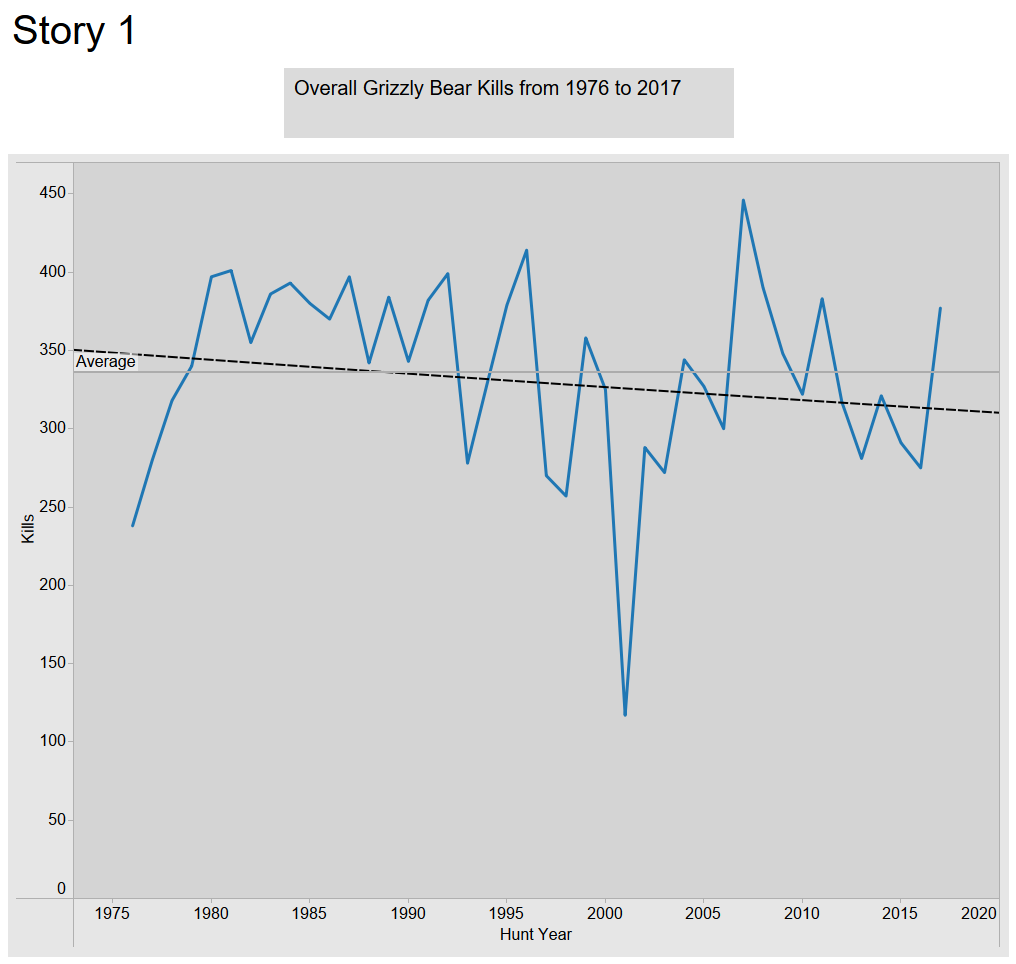 Story 1
Overall Grizzly Bear Kills from 1976 to 2017
450
400
350
Average
300
250
Kills
200
150
100
50
0
1975 1980 1985 1990 1995 2000 2005 2010 2015 2020
Hunt Year